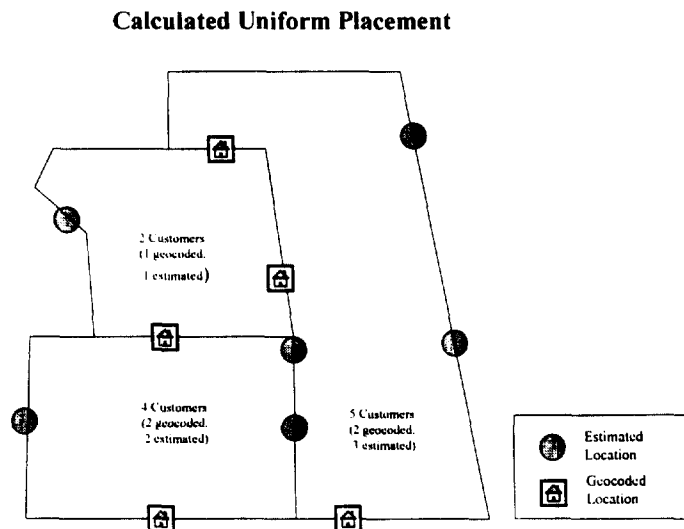 Calculated Uniform Placement
2 Customers
(1 geocoded.
1 estimated)
4 Customers
(2 geocoded.
2 estimated)
5 Customers
(2 geocoded.
3 estimated)
Estimated
Location
Geocoded
Location